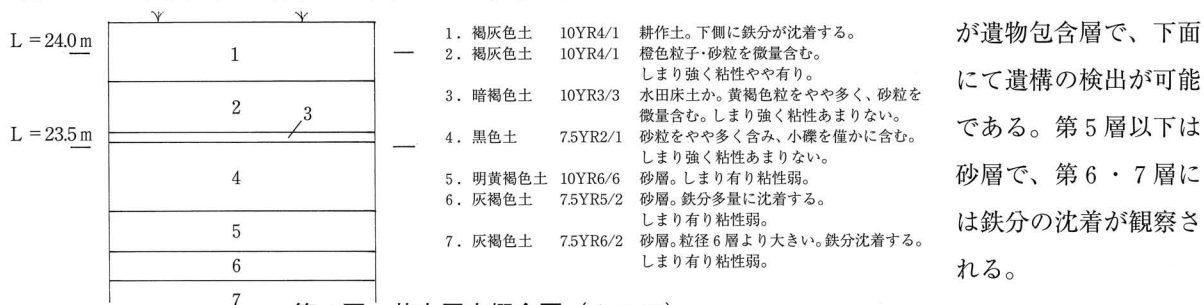 L = 24.0 m
L = 23.5 m
1
2
3
4
5
6
7
1. 褐灰色土 10YR4/1 耕作土。下側に鉄分が沈着する。
2. 褐灰色土 10YR4/1 橙色粒子・砂粒を微量含む。
しまり強く粘性やや有り。
3. 暗褐色土 10YR3/3 水田床土か。黄褐色粒をやや多く、砂粒を
微量含む。しまり強く粘性あまりない。
4. 黒色土 7.5YR2/1 砂粒をやや多く含み、小礫を僅かに含む。
しまり強く粘性あまりない。
5. 明黄褐色土 10YR6/6 砂層。しまり有り粘性弱。
6. 灰褐色土 7.5YR5/2 砂層。鉄分多量に沈着する。
しまり有り粘性弱。
7. 灰褐色土 7.5YR6/2 砂層。粒径6層より大きい。鉄分沈着する。
しまり有り粘性弱。
が遺物包含層で、下面
にて遺構の検出が可能
である。第5層以下は
砂層で、第6・7層に
は鉄分の沈着が観察さ
れる。